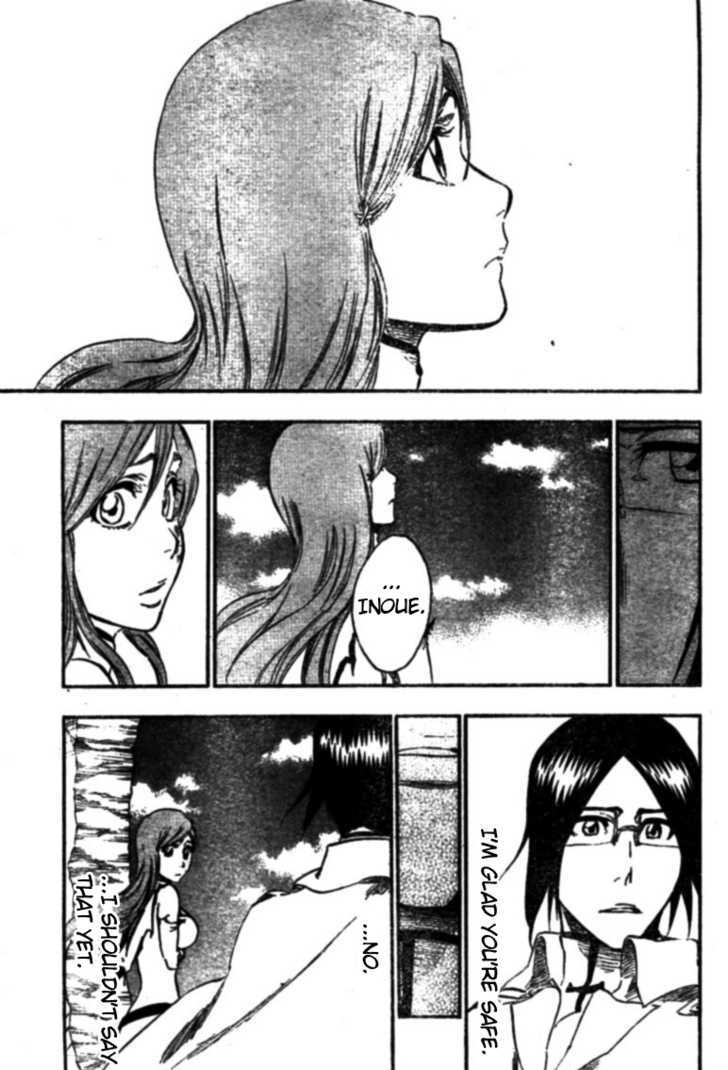 ...
INOUE.
I'M GLAD YOU'RE SAFE.
...NO.
...I SHOULDN'T SAY
THAT YET.